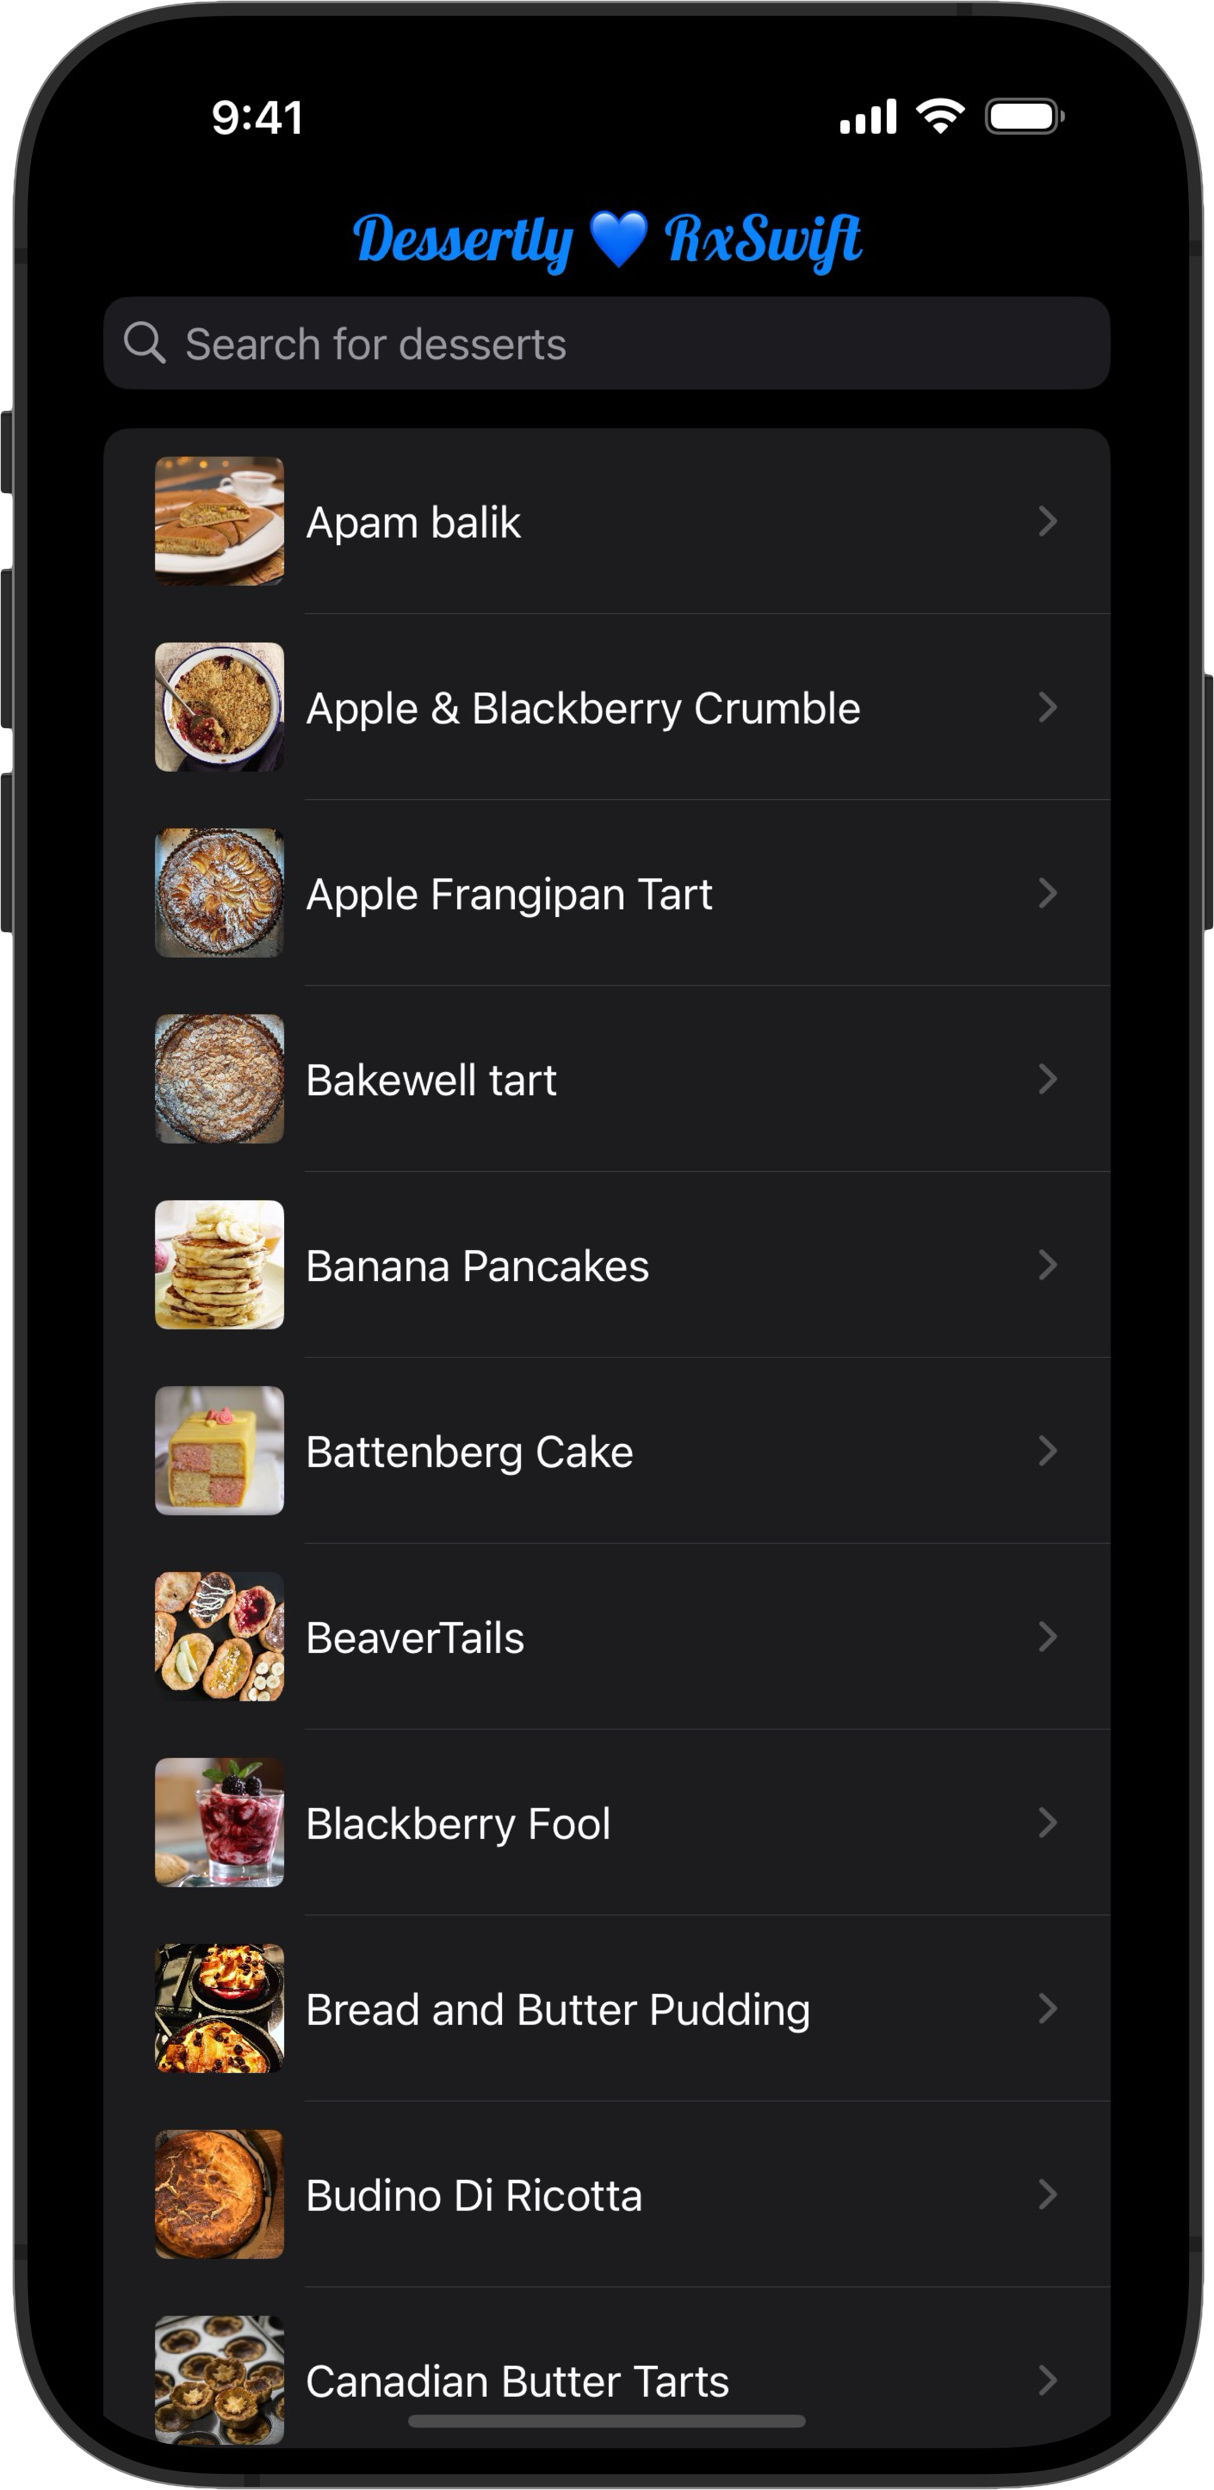 9:41
Dessertly 💙 RxSwift
Search for desserts
Apam balik
Apple & Blackberry Crumble
Apple Frangipan Tart
Bakewell tart
Banana Pancakes
Battenberg Cake
BeaverTails
Blackberry Fool
Bread and Butter Pudding
Budino Di Ricotta
Canadian Butter Tarts